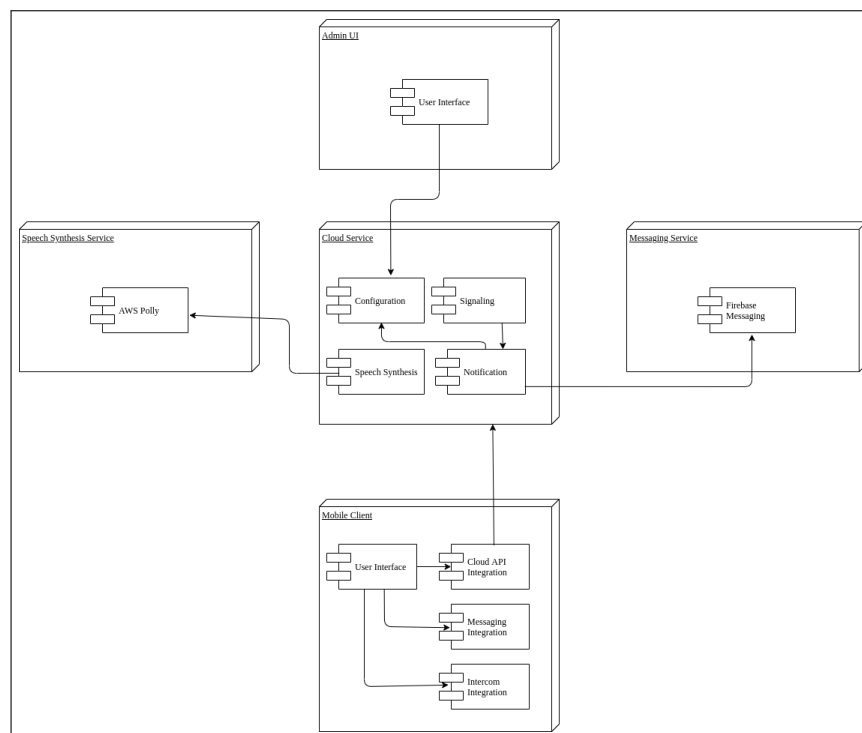 Admin UI
User Interface
Speech Synthesis Service
AWS Polly
Cloud Service
Configuration
Signaling
Speech Synthesis
Notification
Messaging Service
Firebase
Messaging
Mobile Client
User Interface
Cloud API
Integration
Messaging
Integration
Intercom
Integration